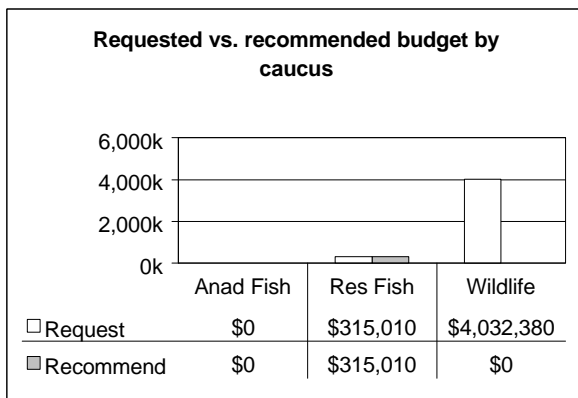 Requested vs. recommended budget by
caucus
6,000k
4,000k
2,000k
0k
Anad Fish Res Fish Wildlife
Request $0 $315,010 $4,032,380
Recommend $0 $315,010 $0